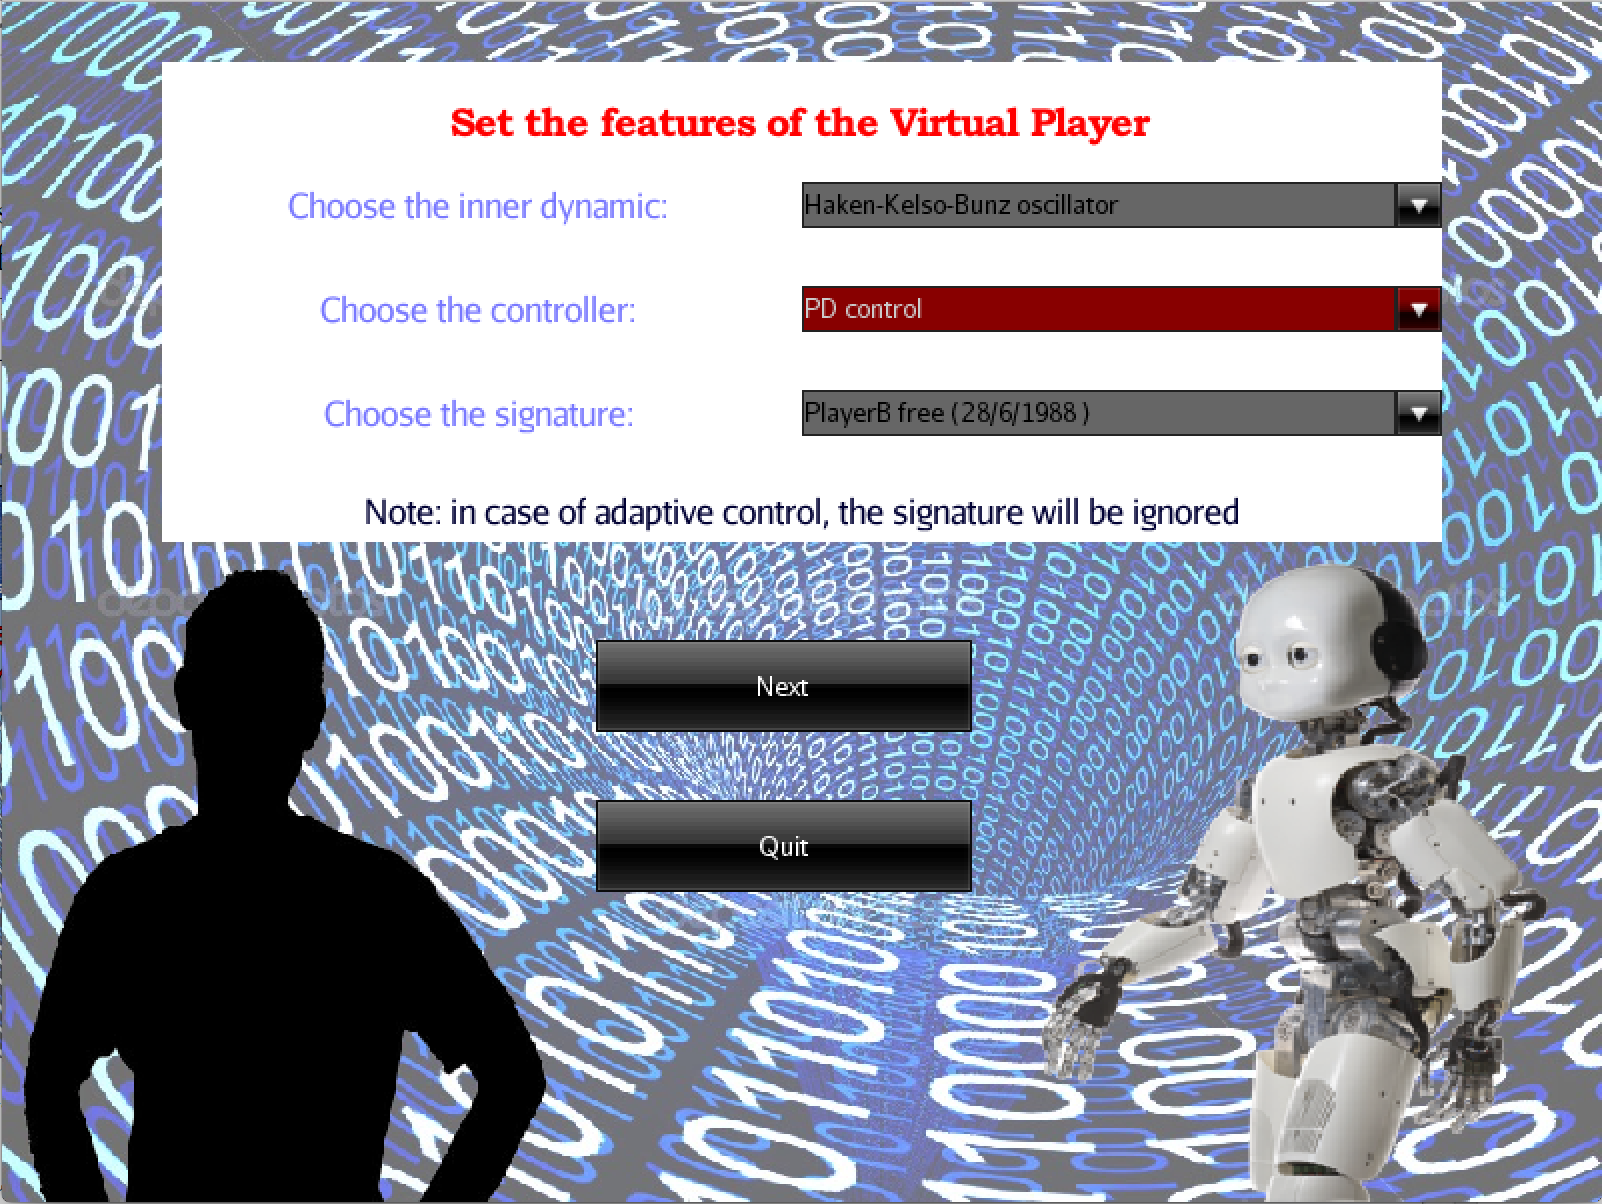 Set the features of the Virtual Player
Choose the inner dynamic:
Haken-Kelso-Bunz oscillator
Choose the controller:
PD control
Choose the signature:
PlayerB free (28/6/1988 )
Note: in case of adaptive control, the signature will be ignored
Next
Quit